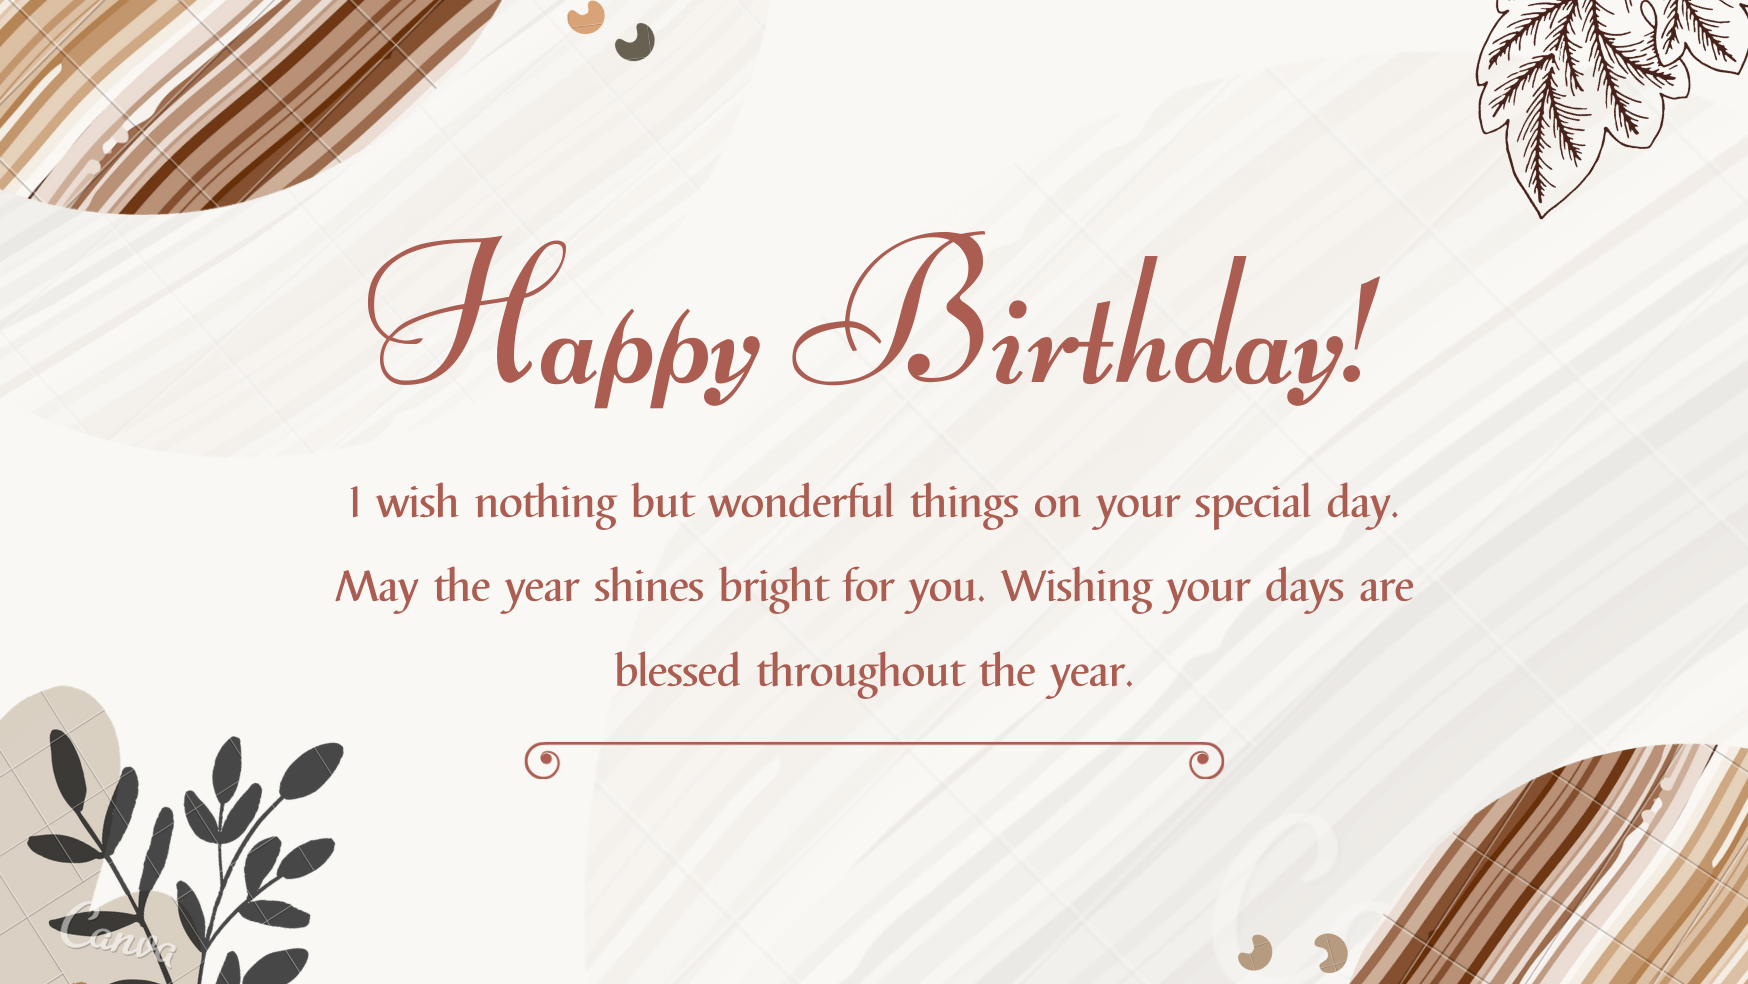 Happy Birthday!
I wish nothing but wonderful things on your special day.
May the year shines bright for you. Wishing your days are
blessed throughout the year.
Canva